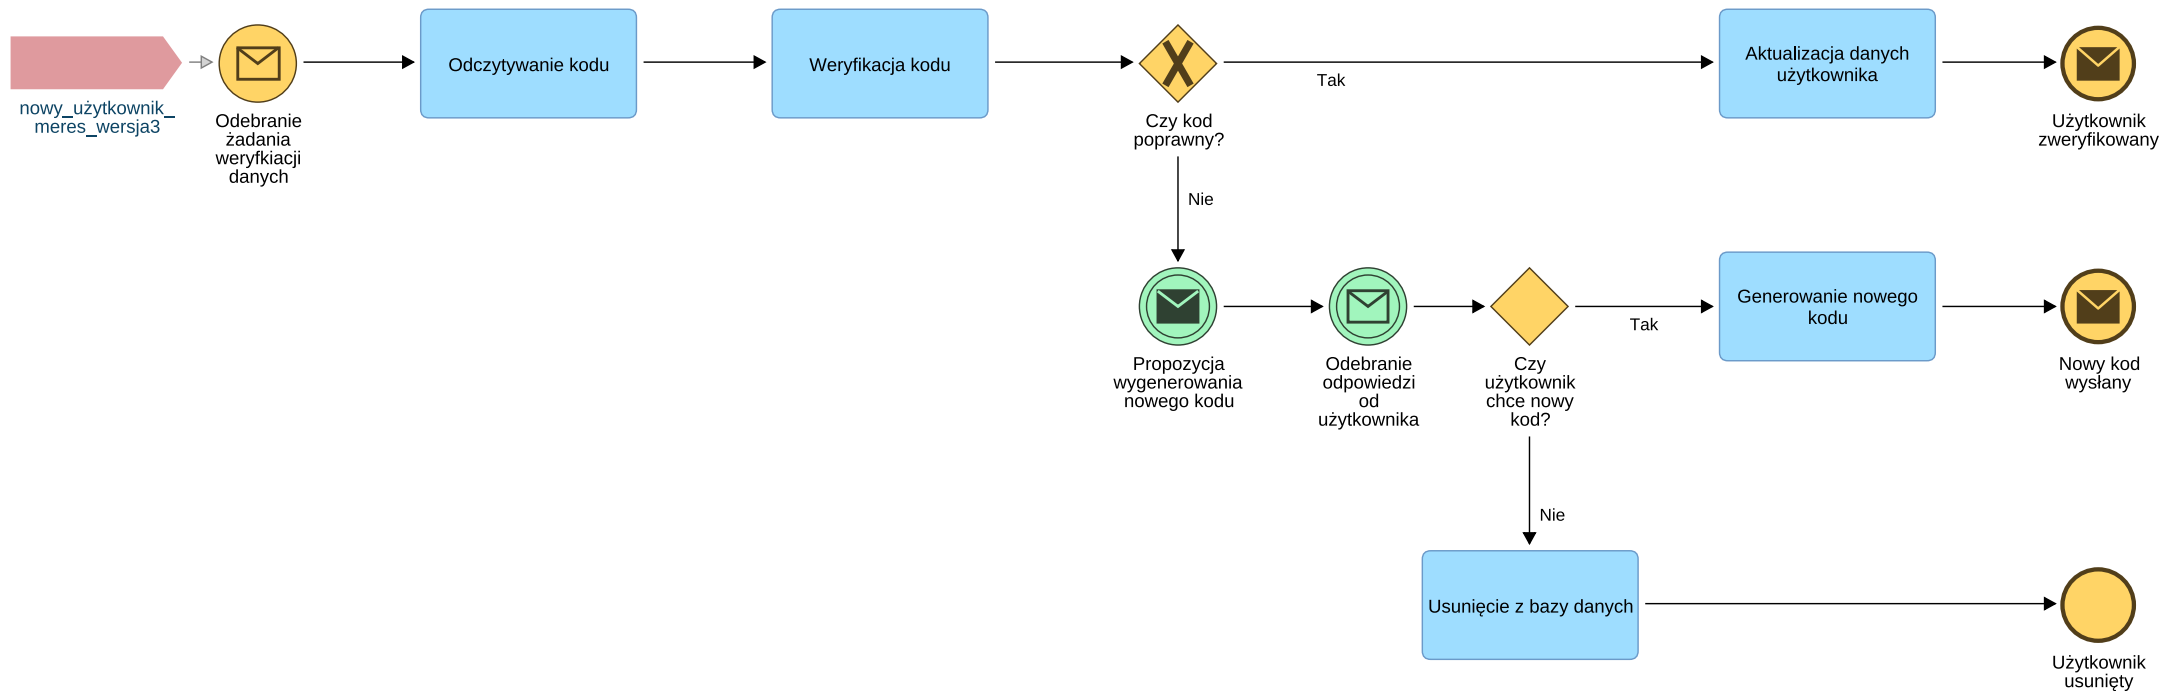 nowy_użytkownik_
meres_wersja3
Odebranie
żadania
weryfkiacji
danych
Odczytywanie kodu
Weryfikacja kodu
Czy kod
poprawny?
Tak
Aktualizacja danych
użytkownika
Użytkownik
zweryfikowany
Nie
Propozycja
wygenerowania
nowego kodu
Odebranie
odpowiedzi
od
użytkownika
Czy
użytkownik
chce nowy
kod?
Tak
Generowanie nowego
kodu
Nowy kod
wysłany
Nie
Usunięcie z bazy danych
Użytkownik
usunięty